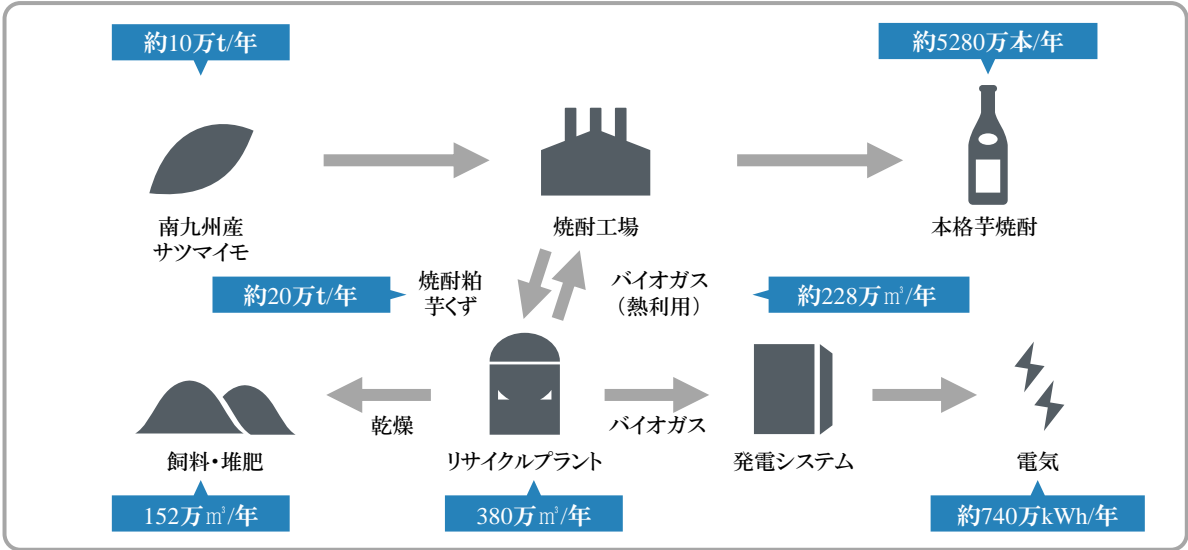 約10万t/年
約5280万本/年
南九州産
サツマイモ
焼酎工場
本格芋焼酎
約20万t/年
焼酎粕
芋くず
バイオガス
（熱利用）
約228万㎥/年
乾燥
バイオガス
飼料・堆肥
リサイクルプラント
発電システム
電気
152万㎥/年
380万㎥/年
約740万kWh/年